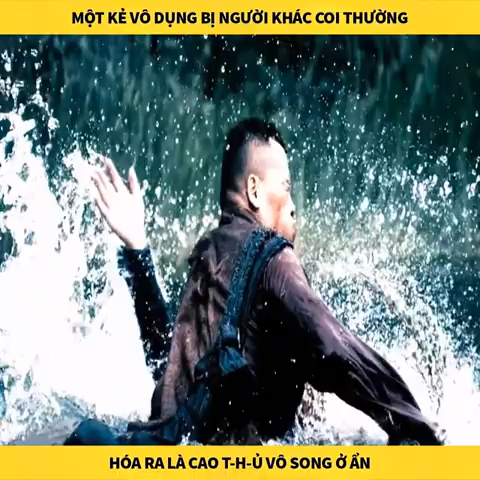 MỘT KẺ VÔ DỤNG BỊ NGƯỜI KHÁC COI THƯỜNG
HÓA RA LÀ CAO T-H-Ủ VÔ SONG Ở ẨN